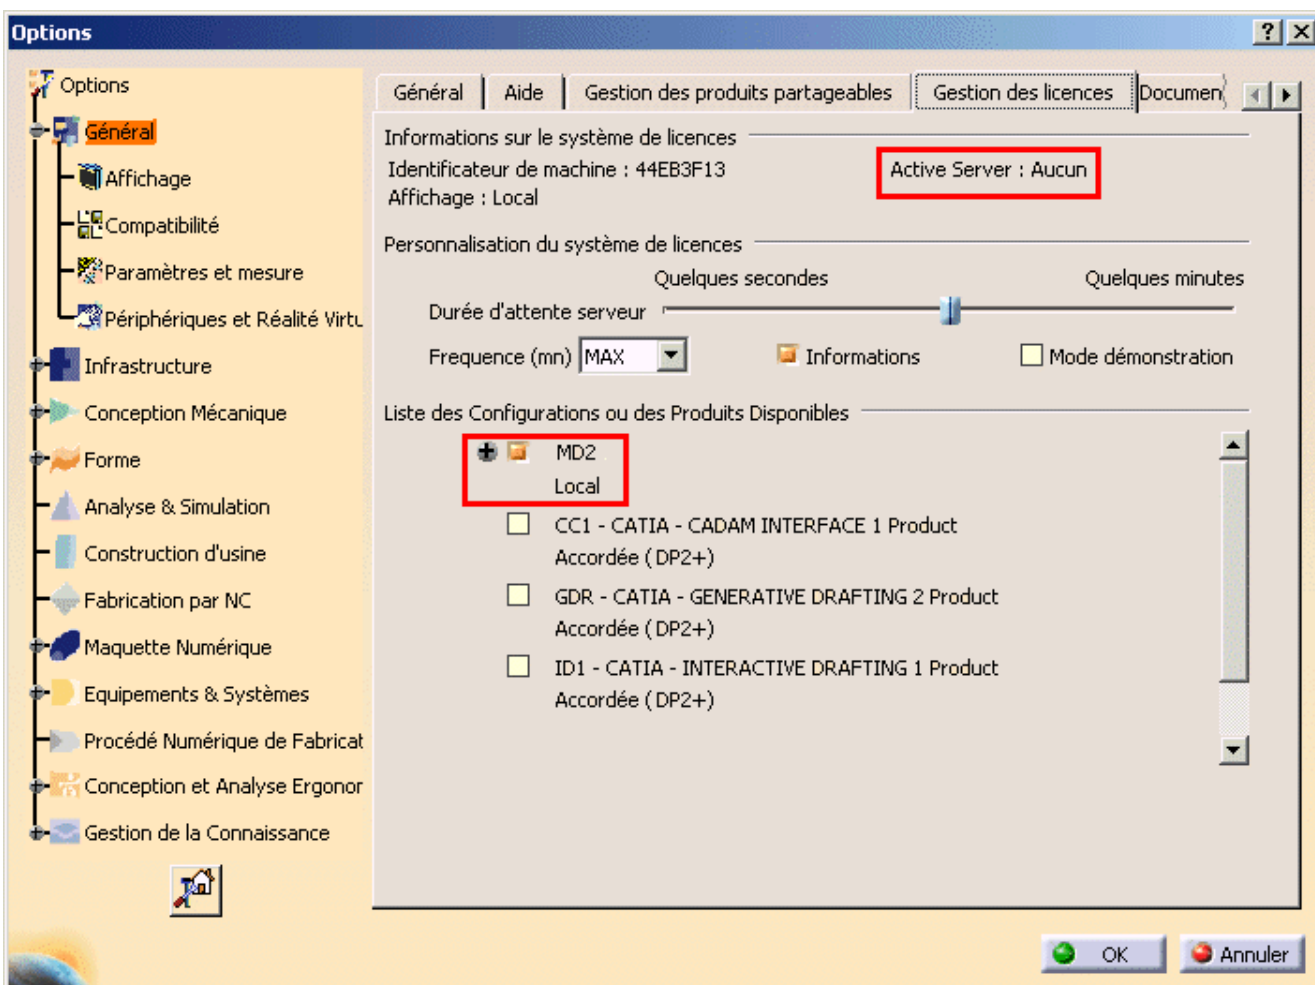 Options
Options
Général
Affichage
Compatibilité
Paramètres et mesure
Périphériques et Réalité Virtu
Infrastructure
Conception Mécanique
Forme
Analyse & Simulation
Construction d'usine
Fabrication par NC
Maquette Numérique
Equipements & Systèmes
Procédé Numérique de Fabricat
Conception et Analyse Ergonor
Gestion de la Connaissance
Général Aide Gestion des produits partageables Gestion des licences Documen
Informations sur le système de licences
Identificateur de machine : 44EB3F13 Active Server : Aucun
Affichage : Local
Personnalisation du système de licences
Quelques secondes Quelques minutes
Durée d'attente serveur
Frequence (mn) MAX Informations Mode démonstration
Liste des Configurations ou des Produits Disponibles
MD2
Local
CC1 - CATIA - CADAM INTERFACE 1 Product
Accordée ( DP2+)
GDR - CATIA - GENERATIVE DRAFTING 2 Product
Accordée ( DP2+)
ID1 - CATIA - INTERACTIVE DRAFTING 1 Product
Accordée ( DP2+)
OK Annuler